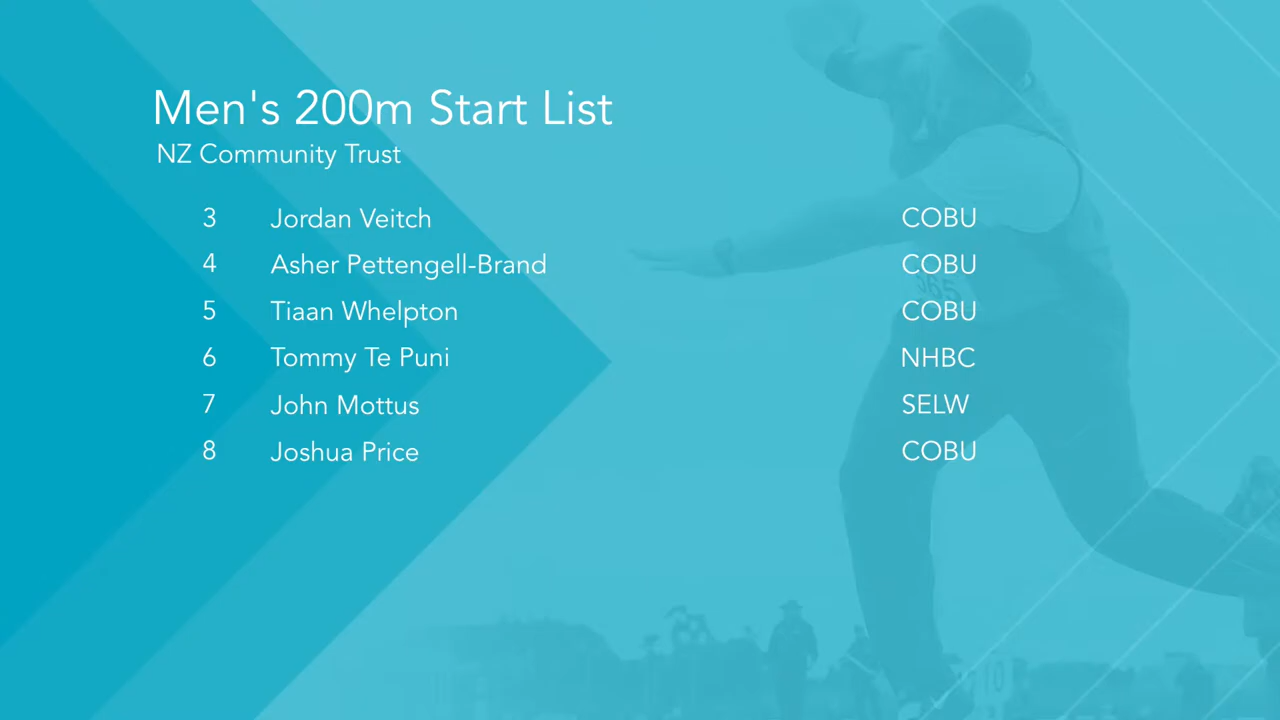 Men's 200m Start List
NZ Community Trust
3 Jordan Veitch COBU
4 Asher Pettengell-Brand COBU
5 Tiaan Whelpton COBU
6 Tommy Te Puni NHBC
7 John Mottus SELW
8 Joshua Price COBU